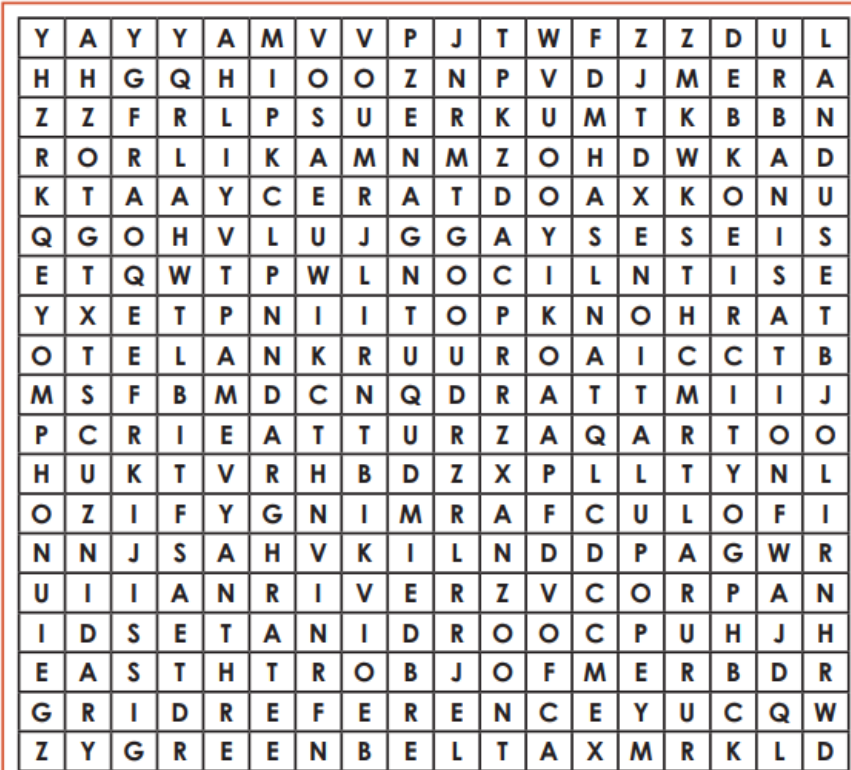 Y A Y Y A M V V P J T W F Z Z D U L
H H G Q H I O O Z N P V D J M E R A
Z Z F R L P S U E R K U M T K B B N
R O R L I K A M N M Z O H D W K A D
K T A A Y C E R A T D O A X K O N U
Q G O H V L U J G G A Y S E S E I S
E T Q W T P W L N O C I L N T I S E
Y X E T P N I I T O P K N O H R A T
O T E L A N K R U U R O A I C C T B
M S F B M D C N Q D R A T T M I I J
P C R I E A T T U R Z A Q A R T O O
H U K T V R H B D Z X P L L T Y N L
O Z I F Y G N I M R A F C U L O F I
N N J S A H V K I L N D D P A G W R
U I I A N R I V E R Z V C O R P A N
I D S E T A N I D R O O C P U H J H
E A S T H T R O B J O F M E R B D R
G R I D R E F E R E N C E Y U C Q W
Z Y G R E E N B E L T A X M R K L D